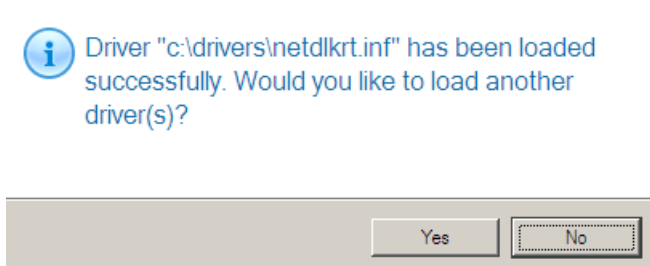 Driver "c:\drivers\netdlkrt.inf" has been loaded
successfully. Would you like to load another
driver(s)?
Yes No